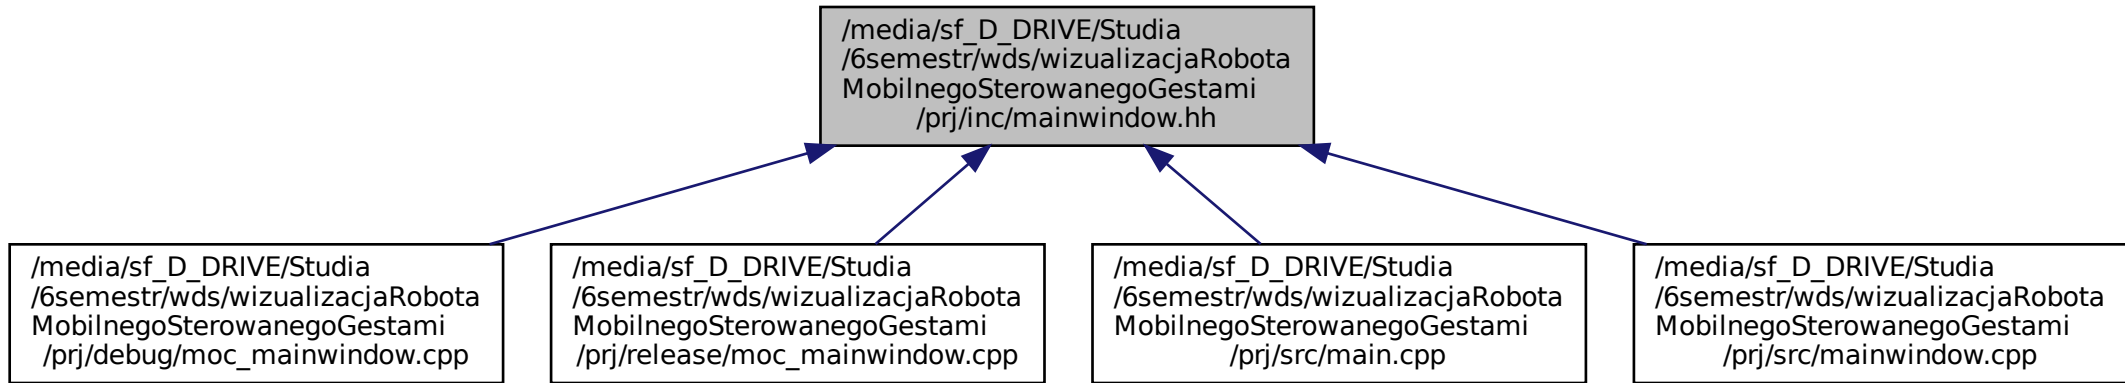 /media/sf_D_DRIVE/Studia
/6semestr/wds/wizualizacjaRobota
MobilnegoSterowanegoGestami
/prj/inc/mainwindow.hh
/media/sf_D_DRIVE/Studia
/6semestr/wds/wizualizacjaRobota
MobilnegoSterowanegoGestami
/prj/debug/moc_mainwindow.cpp
/media/sf_D_DRIVE/Studia
/6semestr/wds/wizualizacjaRobota
MobilnegoSterowanegoGestami
/prj/release/moc_mainwindow.cpp
/media/sf_D_DRIVE/Studia
/6semestr/wds/wizualizacjaRobota
MobilnegoSterowanegoGestami
/prj/src/main.cpp
/media/sf_D_DRIVE/Studia
/6semestr/wds/wizualizacjaRobota
MobilnegoSterowanegoGestami
/prj/src/mainwindow.cpp